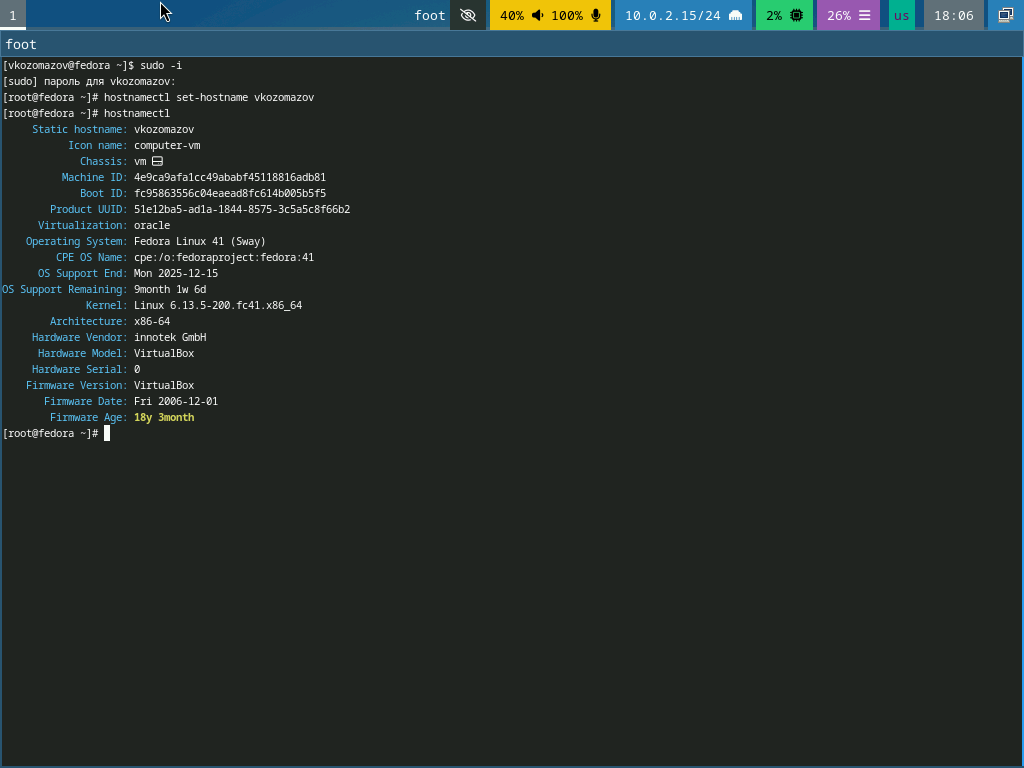 1 foot 40% 100% 10.0.2.15/24 2% 26% us 18:06
foot
[vkozomazov@fedora ~]$ sudo -i
[sudo] пароль для vkozomazov:
[root@fedora ~]# hostnamectl set-hostname vkozomazov
[root@fedora ~]# hostnamectl
Static hostname: vkozomazov
Icon name: computer-vm
Chassis: vm
Machine ID: 4e9ca9afa1cc49ababf45118816adb81
Boot ID: fc95863556c04eaead8fc614b005b5f5
Product UUID: 51e12ba5-ad1a-1844-8575-3c5a5c8f66b2
Virtualization: oracle
Operating System: Fedora Linux 41 (Sway)
CPE OS Name: cpe:/o:fedoraproject:fedora:41
OS Support End: Mon 2025-12-15
OS Support Remaining: 9month 1w 6d
Kernel: Linux 6.13.5-200.fc41.x86_64
Architecture: x86-64
Hardware Vendor: innotek GmbH
Hardware Model: VirtualBox
Hardware Serial: 0
Firmware Version: VirtualBox
Firmware Date: Fri 2006-12-01
Firmware Age: 18y 3month
[root@fedora ~]#